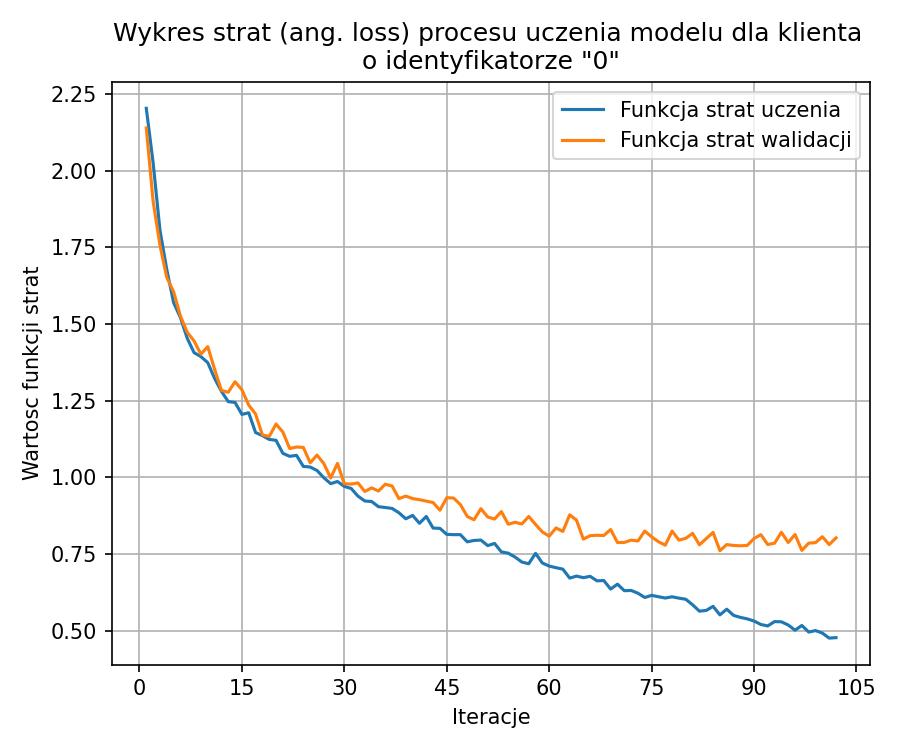 Wykres strat (ang. loss) procesu uczenia modelu dla klienta
o identyfikatorze "0"
Funkcja strat uczenia
Funkcja strat walidacji
Wartosc funkcji strat
2.25
2.00
1.75
1.50
1.25
1.00
0.75
0.50
0
15
30
45
60
75
90
105
Iteracje